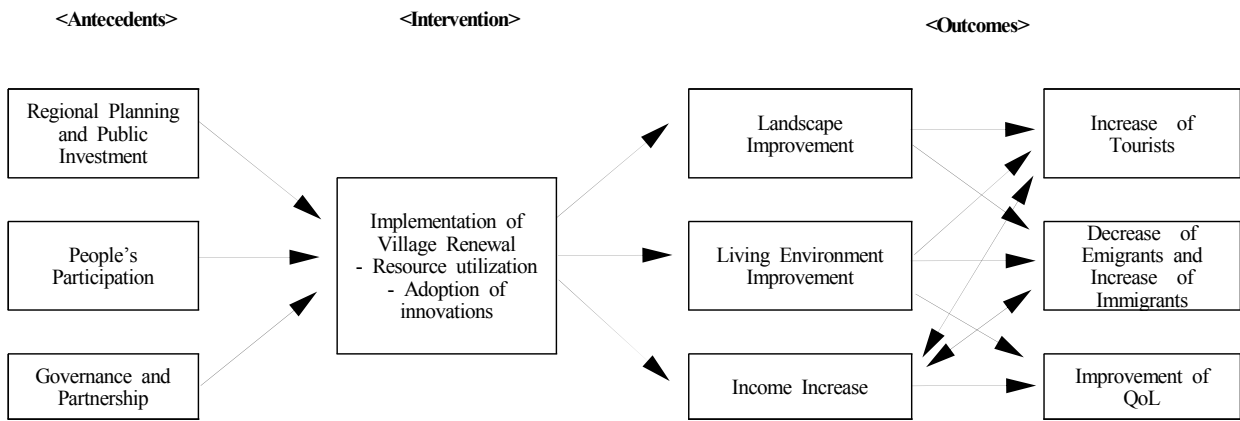 <Antecedents>
<Intervention>
<Outcomes>
Regional Planning
and Public
Investment
People's
Participation
Governance and
Partnership
Implementation of
Village Renewal
- Resource utilization
- Adoption of
innovations
Landscape
Improvement
Living Environment
Improvement
Income Increase
Increase of
Tourists
Decrease of
Emigrants and
Increase of
Immigrants
Improvement of
QoL